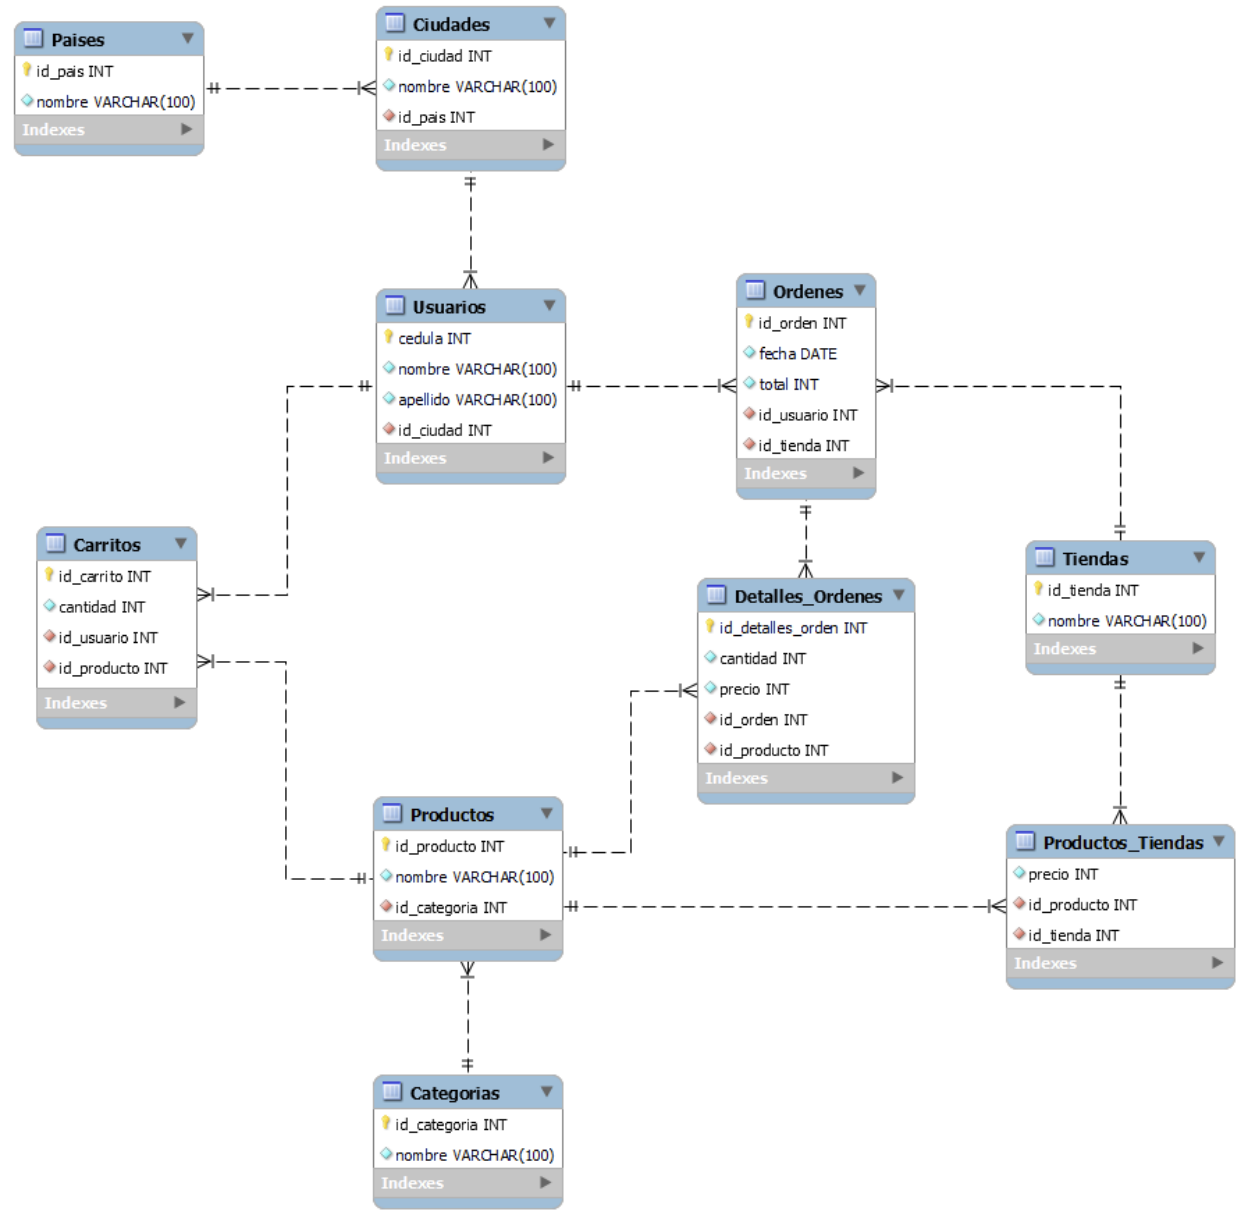 Paises
id_pais INT
nombre VARCHAR(100)
Indexes
Ciudades
id_ciudad INT
nombre VARCHAR(100)
id_pais INT
Indexes
Usuarios
cedula INT
nombre VARCHAR(100)
apellido VARCHAR(100)
id_ciudad INT
Indexes
Ordenes
id_orden INT
fecha DATE
total INT
id_usuario INT
id_tienda INT
Indexes
Carritos
id_carrito INT
cantidad INT
id_usuario INT
id_producto INT
Indexes
Detalles_Ordenes
id_detalles_orden INT
cantidad INT
precio INT
id_orden INT
id_producto INT
Indexes
Tiendas
id_tienda INT
nombre VARCHAR(100)
Indexes
Productos
id_producto INT
nombre VARCHAR(100)
id_categoria INT
Indexes
Productos_Tiendas
precio INT
id_producto INT
id_tienda INT
Indexes
Categorias
id_categoria INT
nombre VARCHAR(100)
Indexes